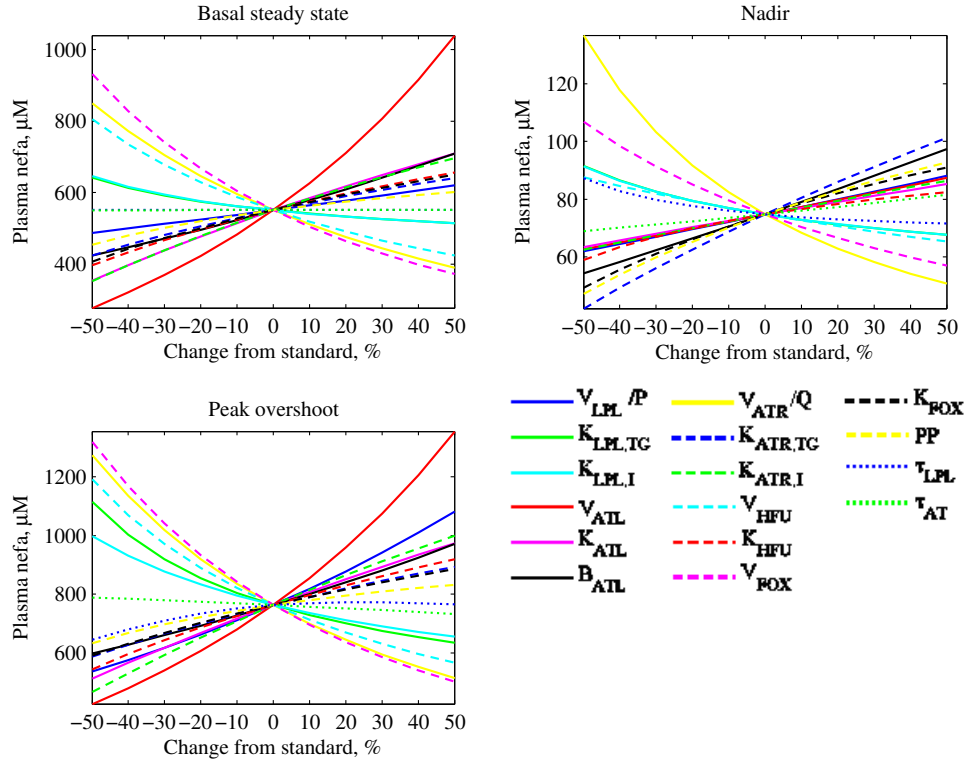 Basal steady state
1000
800
600
400
Plasma nefa, μM
−50 −40 −30 −20 −10 0 10 20 30 40 50
Change from standard, %
Nadir
120
100
80
60
Plasma nefa, μM
−50 −40 −30 −20 −10 0 10 20 30 40 50
Change from standard, %
Peak overshoot
1200
1000
800
600
Plasma nefa, μM
−50 −40 −30 −20 −10 0 10 20 30 40 50
Change from standard, %
V_LPL /P
K_LPL,TG
K_LPL,I
V_ATL
K_ATL
B_ATL
V_ATR /Q
K_ATR,TG
K_ATR,I
V_HFU
K_HFU
V_FOX
K_FOX
PP
τ_LPL
τ_AT